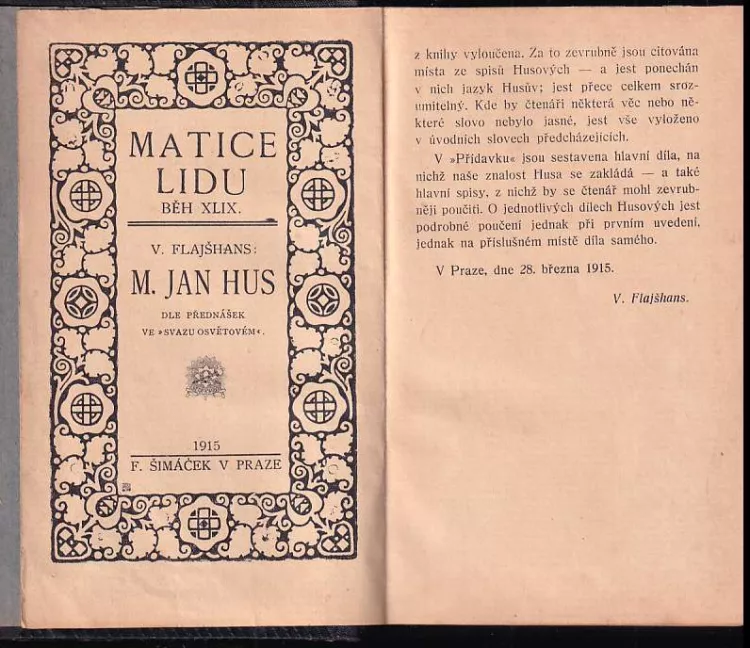 MATICE
LIDU
BĚH XLIX.
V. FLAJŠHANS:
M. JAN HUS
DLE PŘEDNÁŠEK
VE »SVAZU OSVĚTOVÉM«.
1915
F. ŠIMÁČEK V PRAZE
z knihy vyloučena. Za to zevrubně jsou citována
místa ze spisů Husových — a jest ponechán
v nich jazyk Husův; jest přece celkem sroz-
umitelný. Kde by čtenáři některá věc nebo ně-
které slovo nebylo jasné, jest vše vyloženo
v úvodních slovech předcházejících.
V »Přídavku« jsou sestavena hlavní díla, na
nichž naše znalost Husa se zakládá — a také
hlavní spisy, z nichž by se čtenář mohl zevrub-
něji poučiti. O jednotlivých dílech Husových jest
podrobné poučení jednak při prvním uvedení,
jednak na příslušném místě díla samého.
V Praze, dne 28. března 1915.
V. Flajšhans.